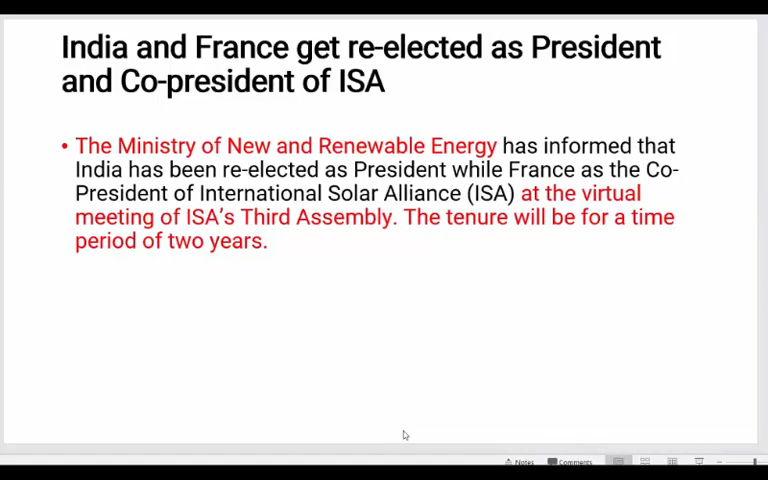 India and France get re-elected as President
and Co-president of ISA
• The Ministry of New and Renewable Energy has informed that
India has been re-elected as President while France as the Co-
President of International Solar Alliance (ISA) at the virtual
meeting of ISA's Third Assembly. The tenure will be for a time
period of two years.
Notes Comments